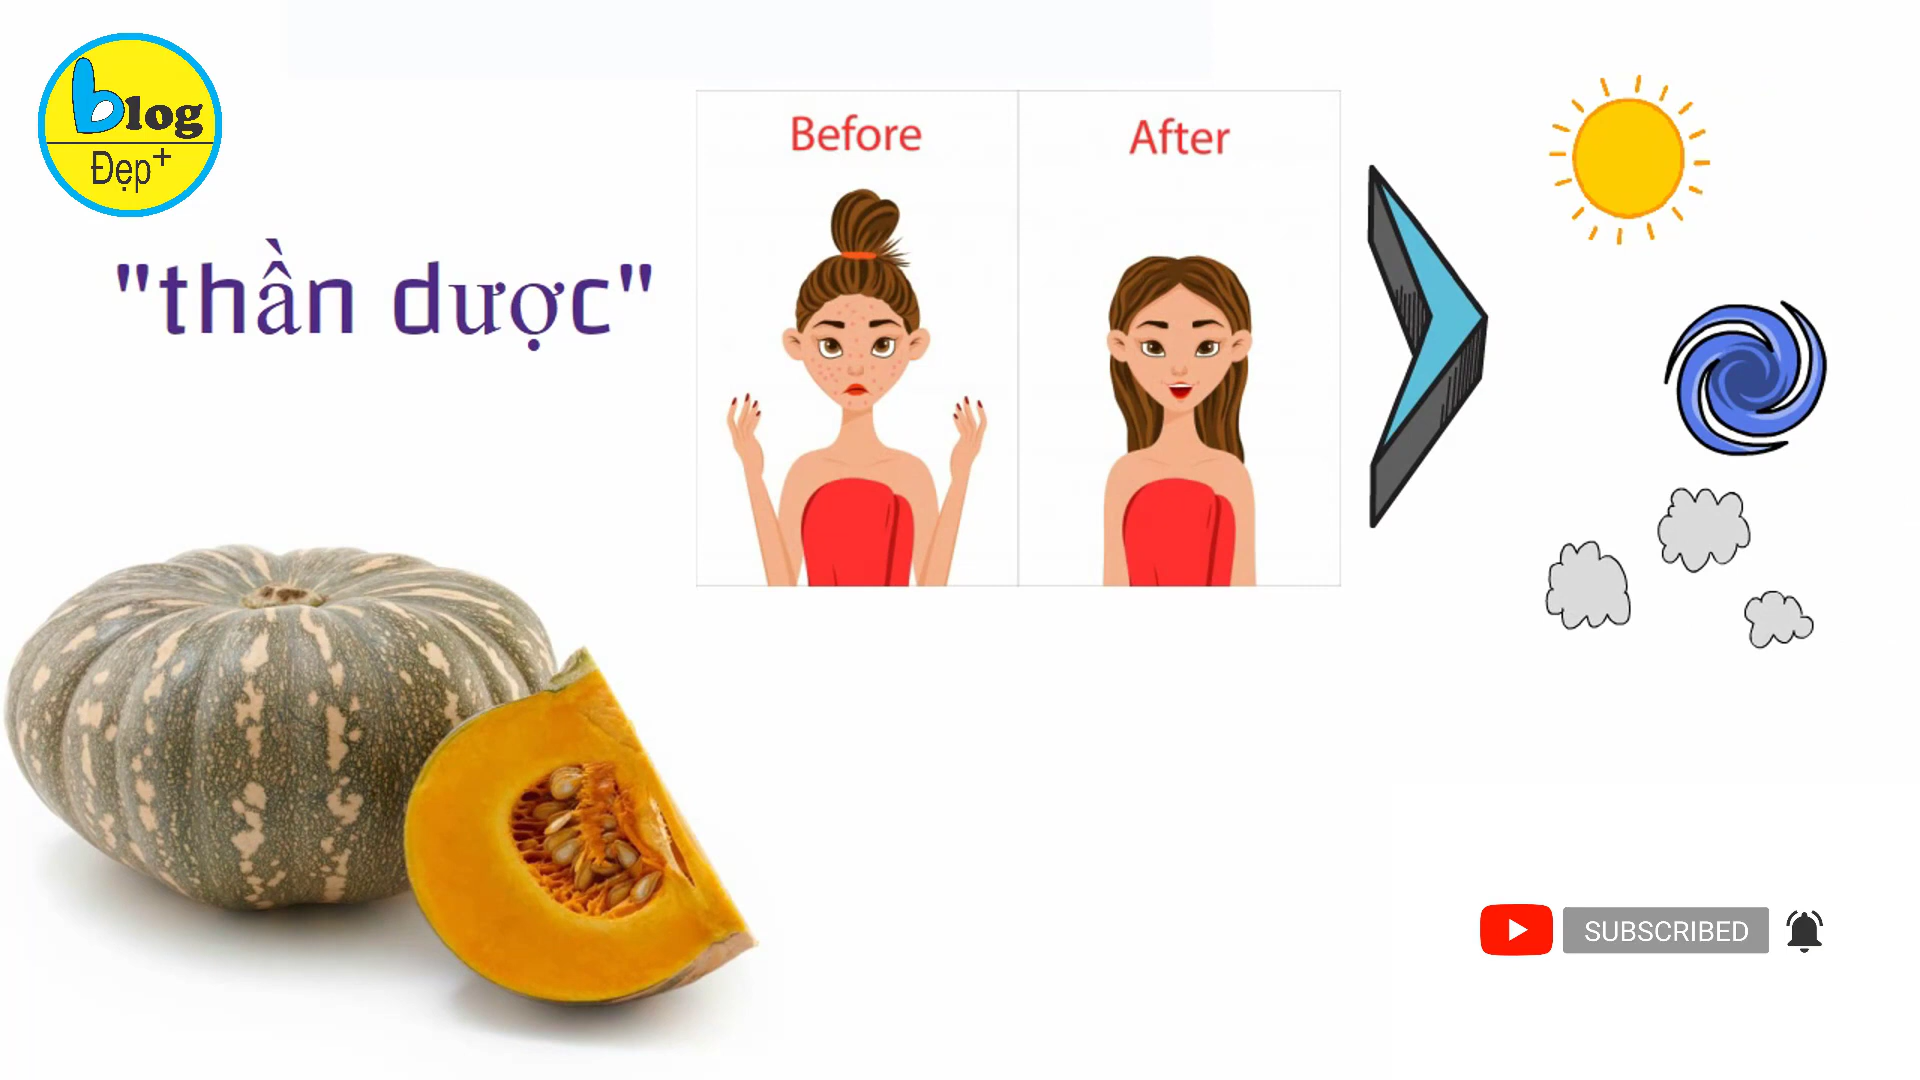 blog
Đẹp+
"thần dược"
Before
After
SUBSCRIBED